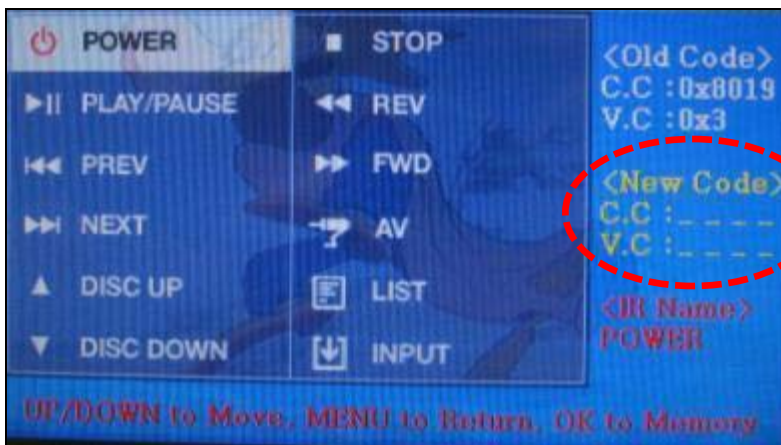 POWER
PLAY/PAUSE
PREV
NEXT
DISC UP
DISC DOWN
STOP
REV
FWD
AV
LIST
INPUT
<Old Code>
C.C :0x8019
V.C :0x3
<New Code>
C.C :_ _ _ _
V.C :_ _ _ _
<IR Name>
POWER
UP/DOWN to Move, MENU to Return, OK to Memory